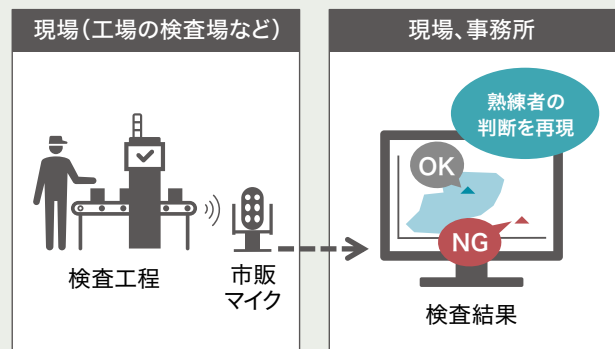 現場（工場の検査場など）
検査工程
市販
マイク
現場、事務所
熟練者の
判断を再現
OK
NG
検査結果